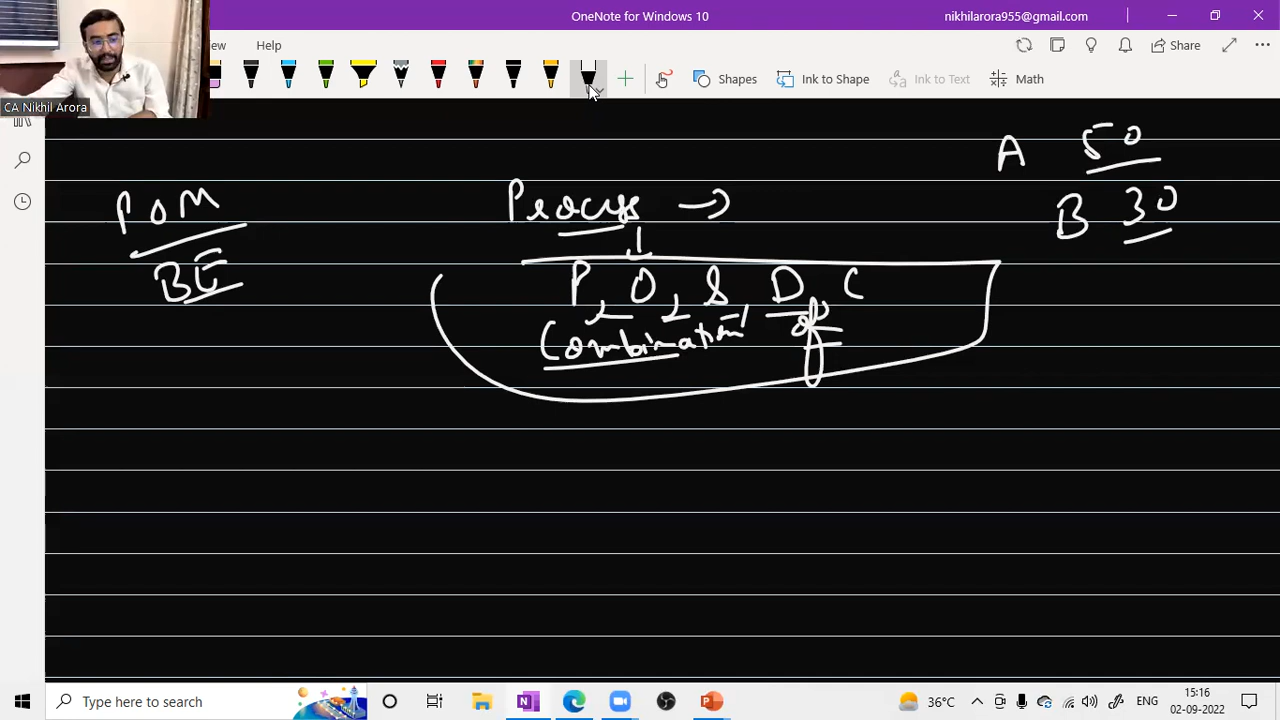 OneNote for Windows 10
nikhilarora955@gmail.com
View Help
Share
Shapes Ink to Shape Ink to Text Math
CA Nikhil Arora
A 50
B 30
POM
BE
Process →
P, O, S, D, C
Combination of
Type here to search
36°C ENG 15:16
02-09-2022